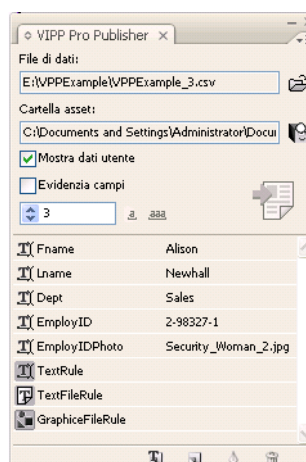 VIPP Pro Publisher
File di dati:
E:\VPPExample\VPPExample_3.csv
Cartella asset:
C:\Documents and Settings\Administrator\Docur
Mostra dati utente
Evidenzia campi
3 a aaa
Fname Alison
Lname Newhall
Dept Sales
EmployID 2-98327-1
EmployIDPhoto Security_Woman_2.jpg
TextRule
TextFileRule
GraphiceFileRule